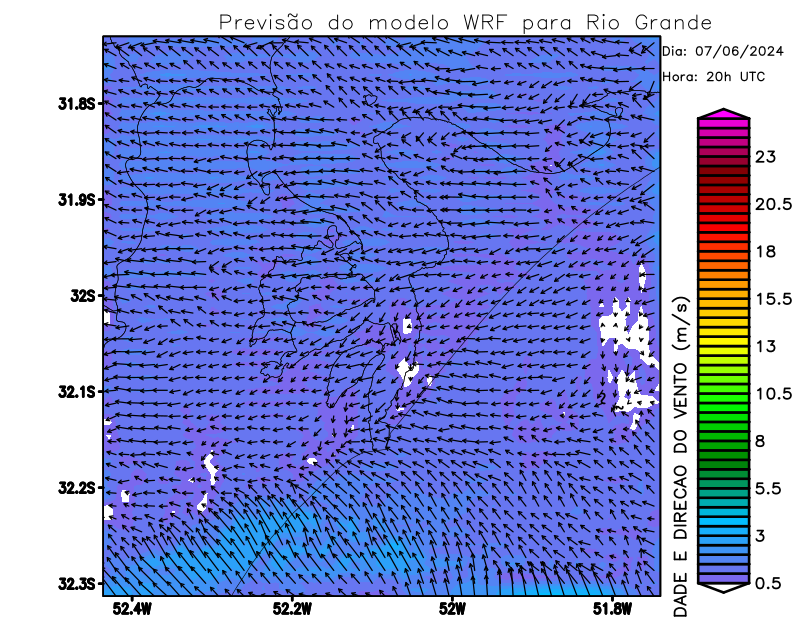 Previsão do modelo WRF para Rio Grande
Dia: 07/06/2024
Hora: 20h UTC
31.8S
31.9S
32S
32.1S
32.2S
32.3S
52.4W
52.2W
52W
51.8W
DADE E DIRECAO DO VENTO (m/s)
23
20.5
18
15.5
13
10.5
8
5.5
3
0.5